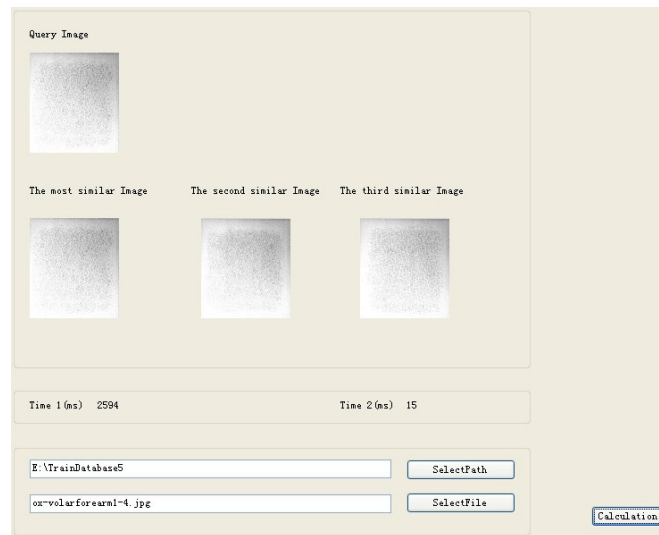 Query Image
The most similar Image The second similar Image The third similar Image
Time 1(ms) 2594 Time 2(ms) 15
E:\TrainDatabase5 SelectPath
ox-volarforearm1-4.jpg SelectFile
Calculation